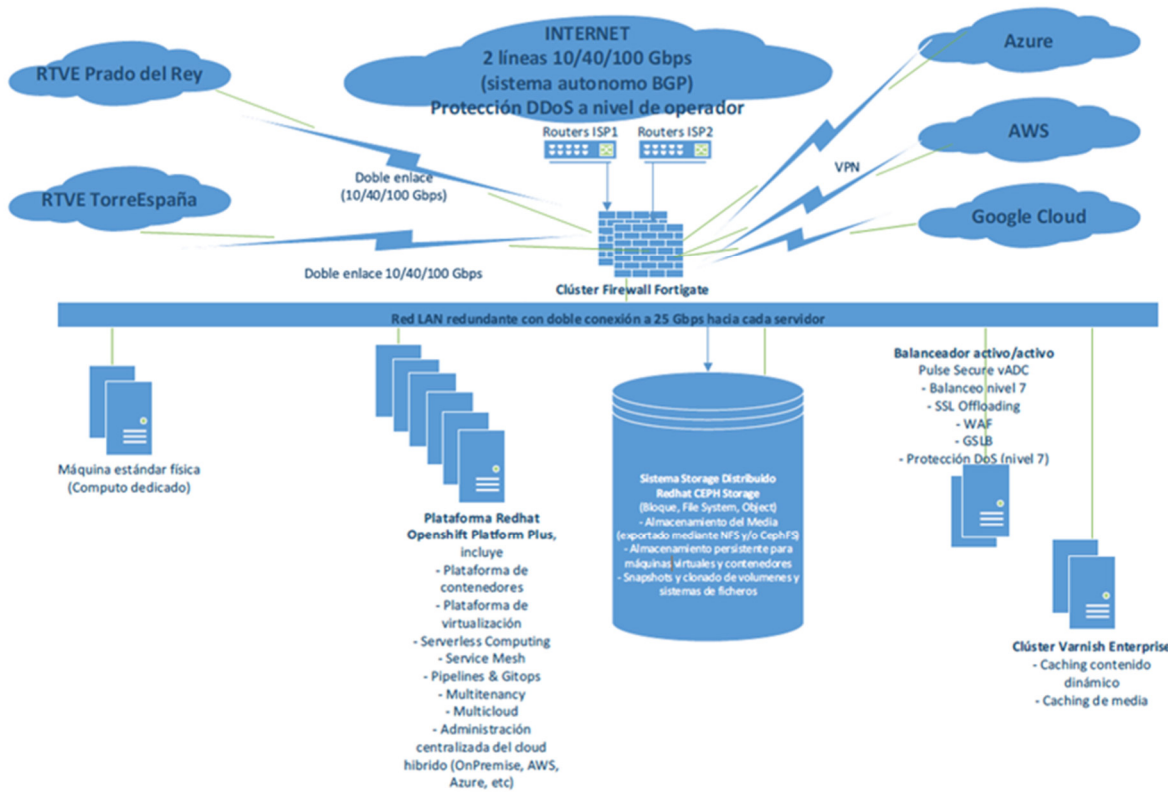 RTVE Prado del Rey
INTERNET
2 líneas 10/40/100 Gbps
(sistema autonomo BGP)
Protección DDoS a nivel de operador
Azure
Routers ISP1
Routers ISP2
AWS
VPN
Doble enlace
(10/40/100 Gbps)
RTVE TorreEspaña
Google Cloud
Doble enlace 10/40/100 Gbps
Clúster Firewall Fortigate
Red LAN redundante con doble conexión a 25 Gbps hacia cada servidor
Máquina estándar física
(Computo dedicado)
Plataforma Redhat
Openshift Platform Plus,
incluye
- Plataforma de
contenedores
- Plataforma de
virtualización
- Serverless Computing
- Service Mesh
- Pipelines & Gitops
- Multitenancy
- Multicloud
- Administración
centralizada del cloud
hibrido (OnPremise, AWS,
Azure, etc)
Sistema Storage Distribuido
Redhat CEPH Storage
(Bloque, File System, Object)
- Almacenamiento del Media
(exportado mediante NFS y/o CephFS)
- Almacenamiento persistente para
máquinas virtuales y contenedores
- Snapshots y clonado de volumenes y
sistemas de ficheros
Balanceador activo/activo
Pulse Secure vADC
- Balanceo nivel 7
- SSL Offloading
- WAF
- GSLB
- Protección DoS (nivel 7)
Clúster Varnish Enterprise
- Caching contenido
dinámico
- Caching de media